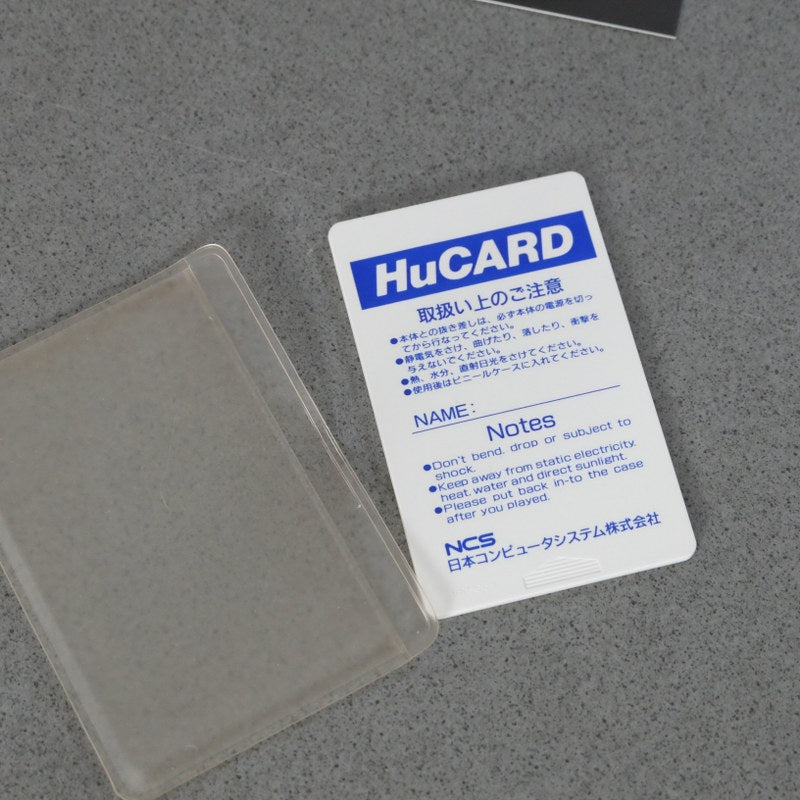 HuCARD
取扱い上のご注意
●本体との抜き差しは、必ず本体の電源を切っ
てから行なってください。
●静電気をさけ、曲げたり、落したり、衝撃を
与えないでください。
●熱、水分、直射日光をさけてください。
●使用後はビニールケースに入れてください。
NAME:
Notes
●Don't bend, drop or subject to
shock.
●Keep away from static electricity,
heat, water and direct sunlight.
●Please put back in-to the case
after you played.
NCS
日本コンピュータシステム株式会社